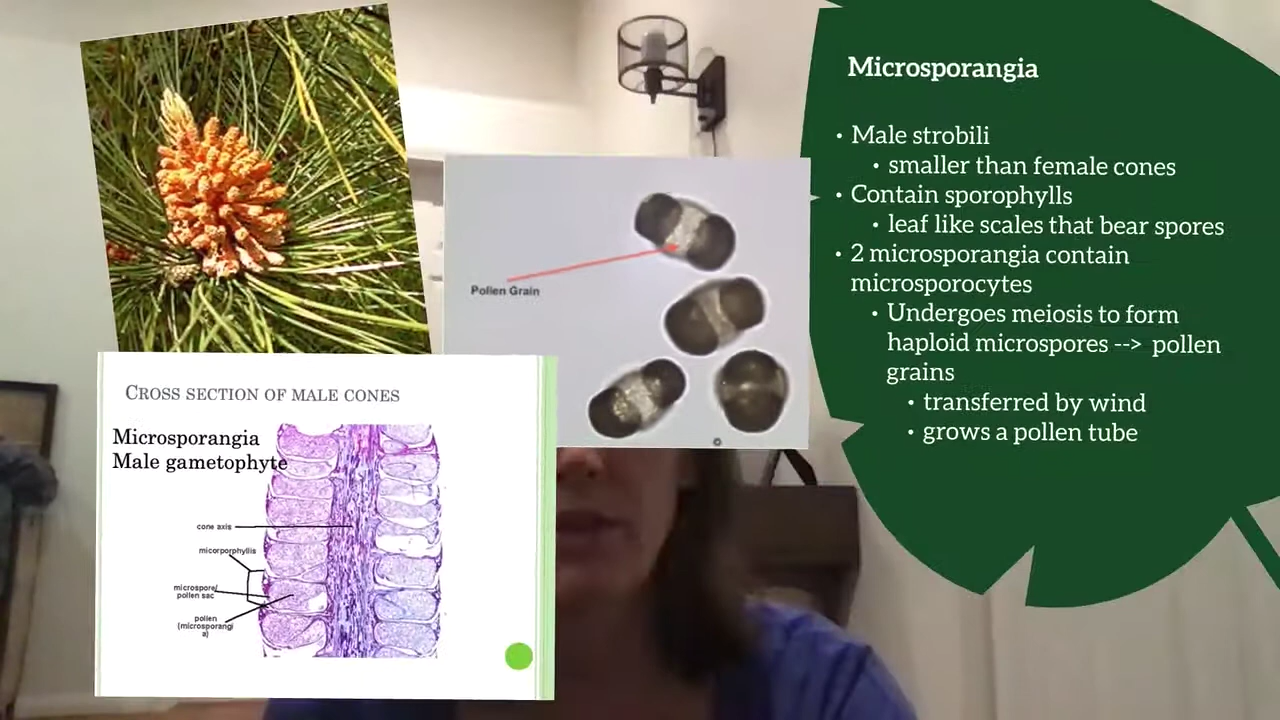 Microsporangia
• Male strobili
• smaller than female cones
• Contain sporophylls
• leaf like scales that bear spores
• 2 microsporangia contain
microsporocytes
• Undergoes meiosis to form
haploid microspores --> pollen
grains
• transferred by wind
• grows a pollen tube
Pollen Grain
CROSS SECTION OF MALE CONES
Microsporangia
Male gametophyte
cone axis
micorporphyllis
microspore/
pollen sac
pollen
(microsporangi
a)